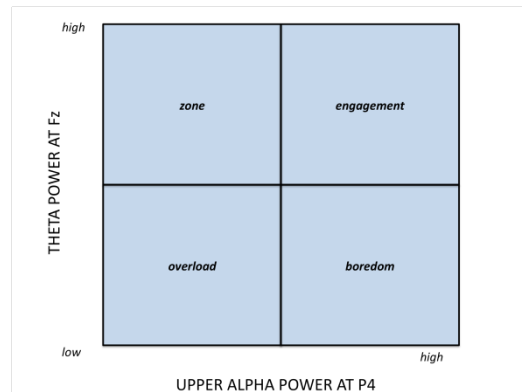 high
zone
engagement
THETA POWER AT Fz
overload
boredom
low
high
UPPER ALPHA POWER AT P4